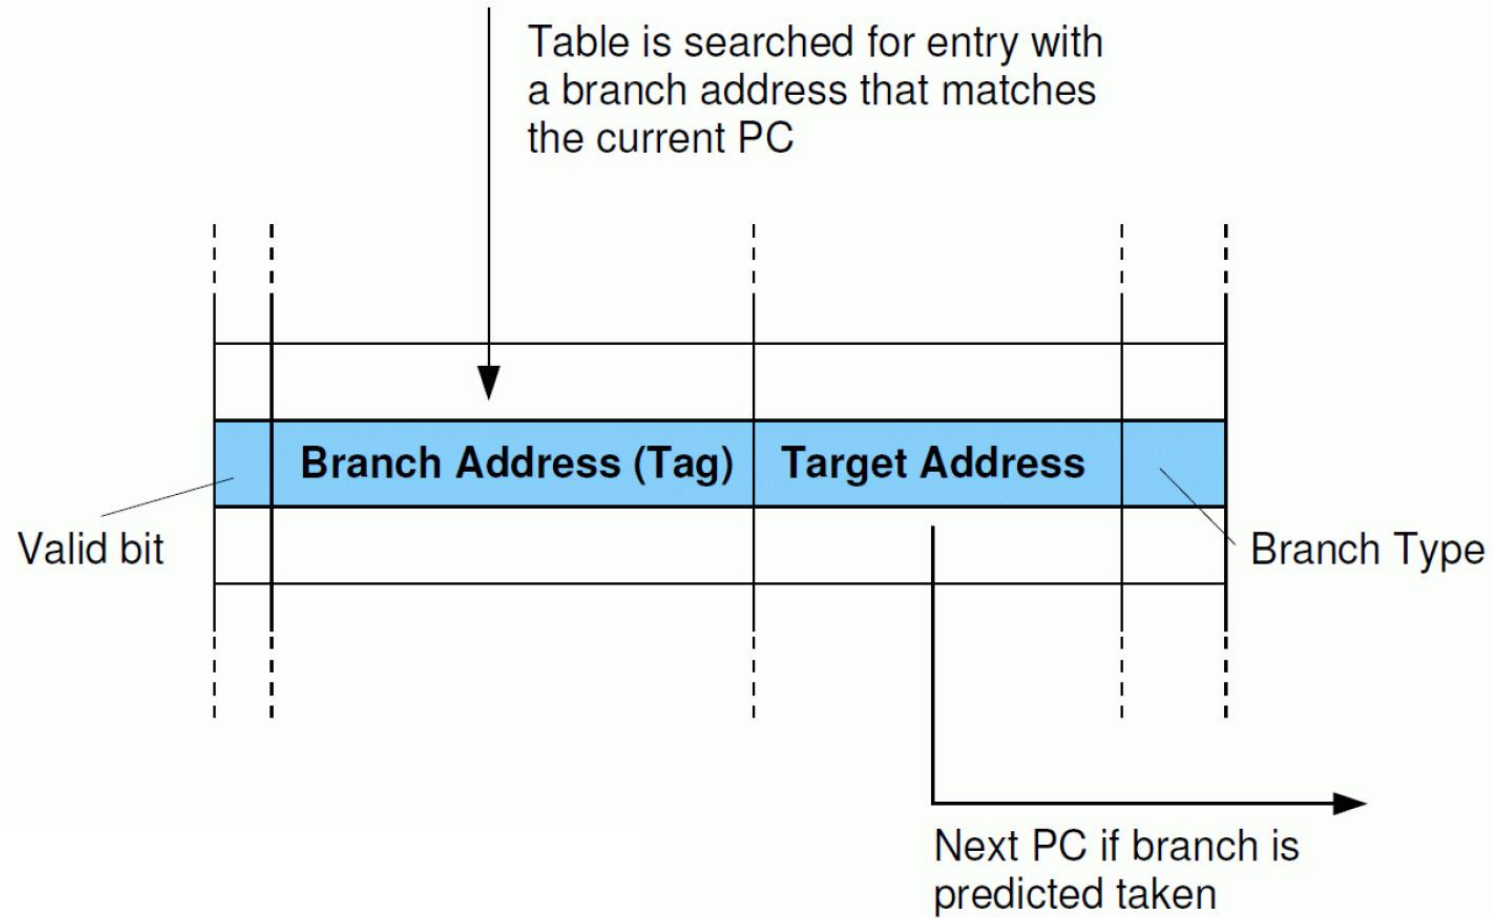 Table is searched for entry with
a branch address that matches
the current PC
Branch Address (Tag)
Target Address
Valid bit
Branch Type
Next PC if branch is
predicted taken